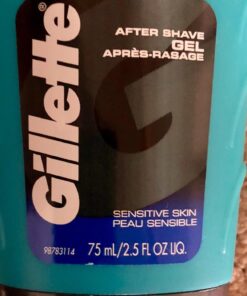 Gillette®
AFTER SHAVE
GEL
APRÈS-RASAGE
SENSITIVE SKIN
PEAU SENSIBLE
98783114
75 mL/2.5 FL OZ LIQ.